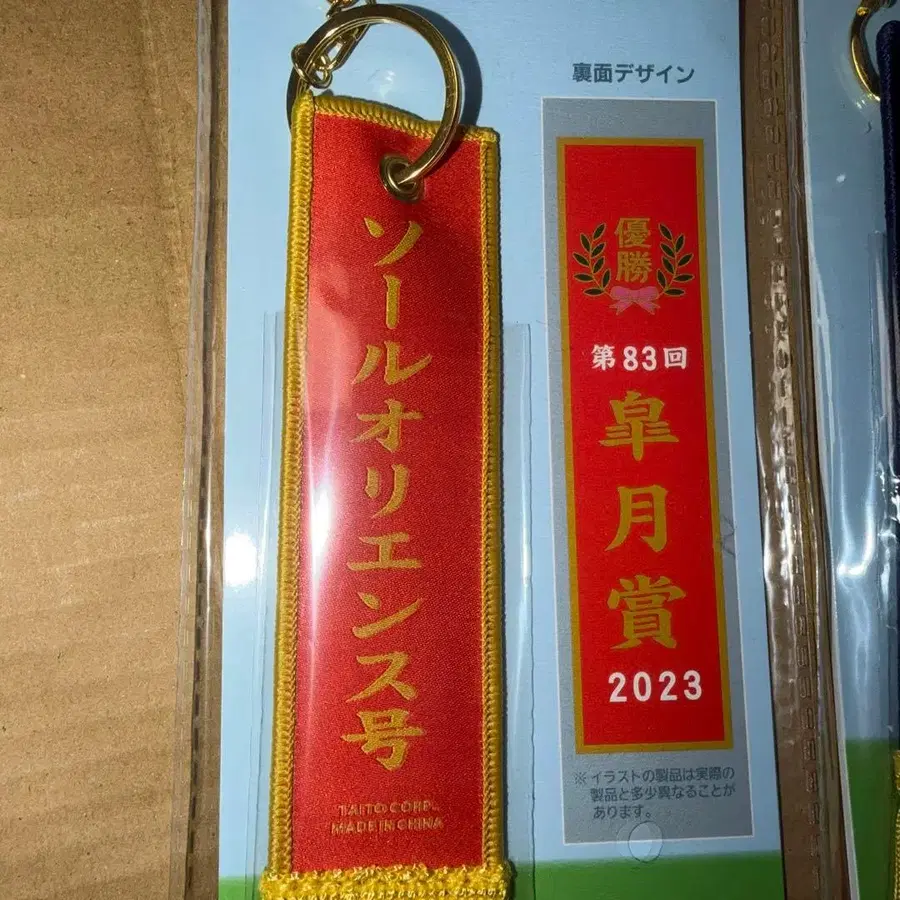 ソールオリエンス号
TAITO CORP.
MADE IN CHINA
裏面デザイン
優勝
第83回
皐月賞
2023
※イラストの製品は実際の
製品と多少異なることが
あります。